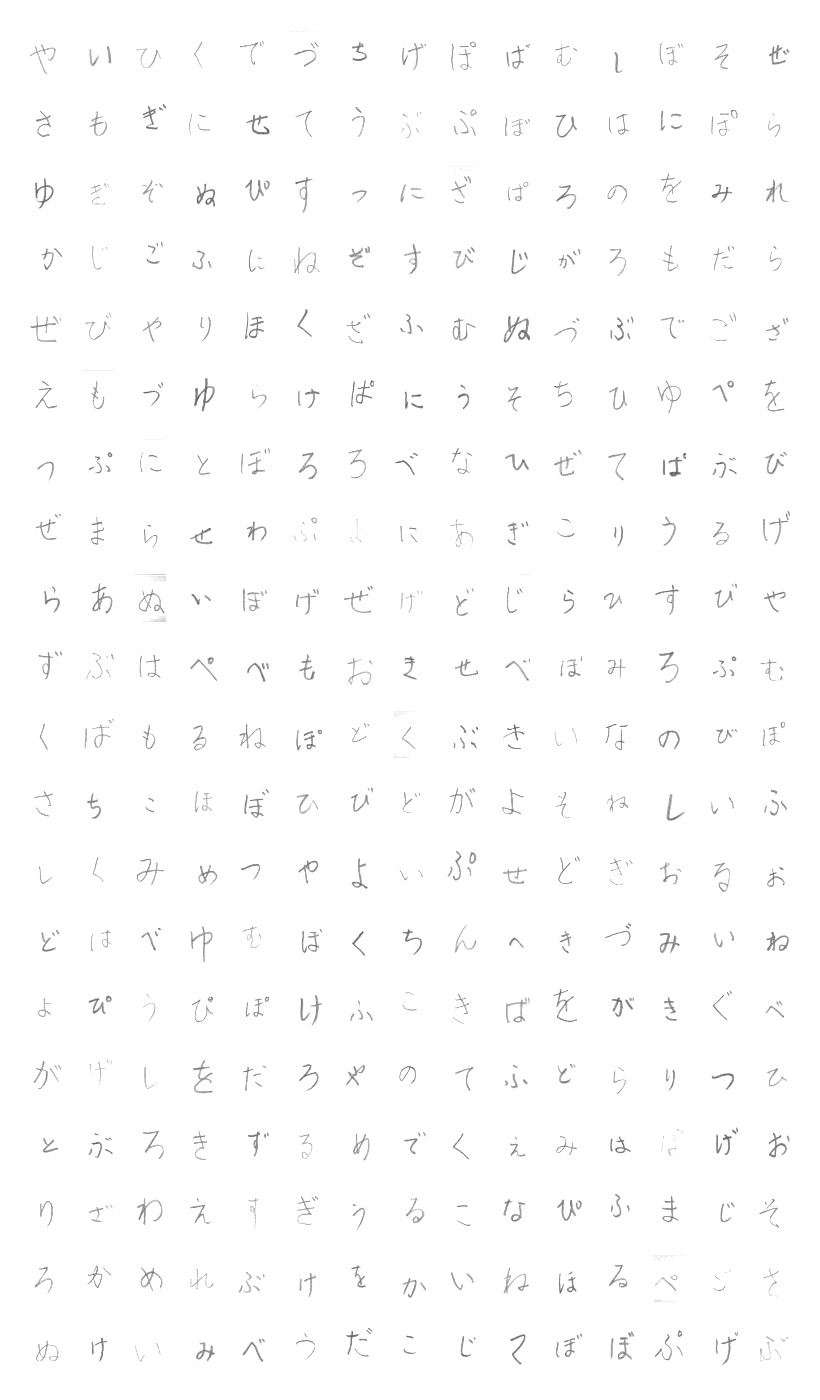 やいひくでづちげぽばむしぼそぜ
さもぎにせてうぶぷぼひはにぽら
ゆぎぞぬぴすつにざぱろのをみれ
かじごふにねぞすびじがろもだら
ぜびやりほくざふむぬづぶでござ
えもづゆらけぱにうそちひゆぺを
つぷにとぼろろべなひぜてぱぶび
ぜまらせわぷよにあぎこりうるげ
らあぬいぼげぜげどじらひすびや
ずぶはぺべもおきせべぼみろぷむ
くばもるねぽどくぶきいなのびぽ
さちこほぼひびどがよそねしいふ
しくみめつやよいぷせどぎおるお
どはべゆむぼくちんへきづみいね
よぴうぴぽけふこきばをがきぐべ
がげしをだろやのてふどらりつひ
とぶろきずるめでくえみはばげお
りざわえすぎうるこなぴふまじそ
ろかめれぶけをかいねほるぺごさ
ぬけいみべうだこじてぼぼぷげぶ